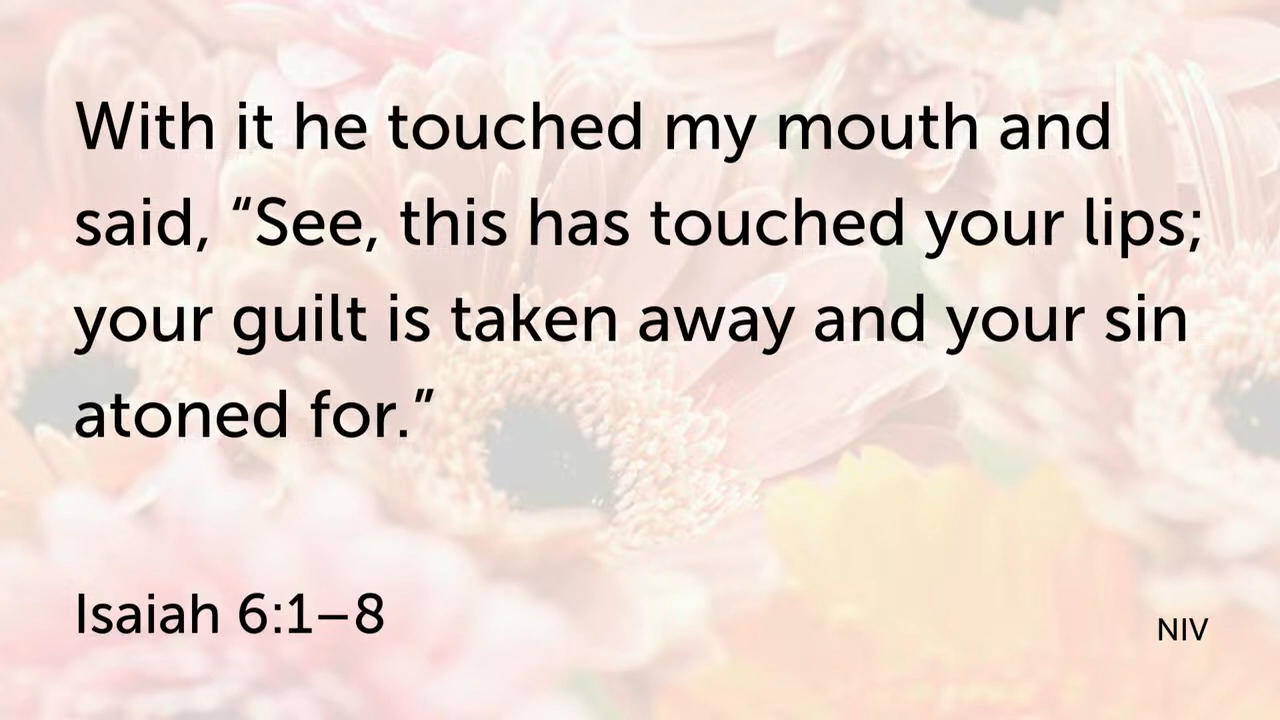 With it he touched my mouth and
said, “See, this has touched your lips;
your guilt is taken away and your sin
atoned for.”
Isaiah 6:1–8
NIV